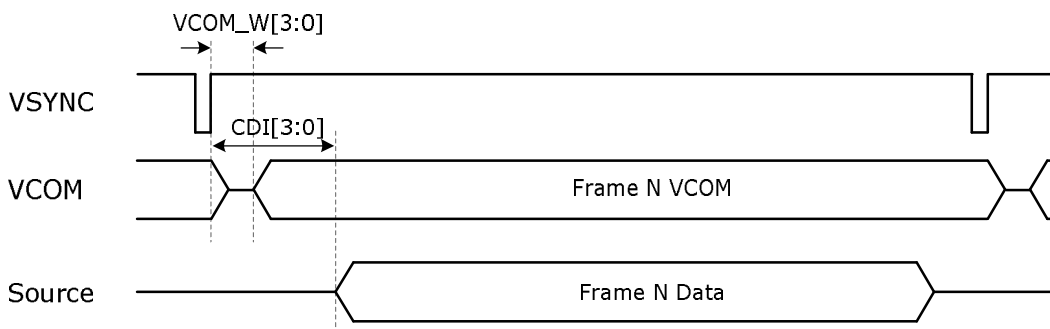 VCOM_W[3:0]
VSYNC
CDI[3:0]
VCOM
Frame N VCOM
Source
Frame N Data